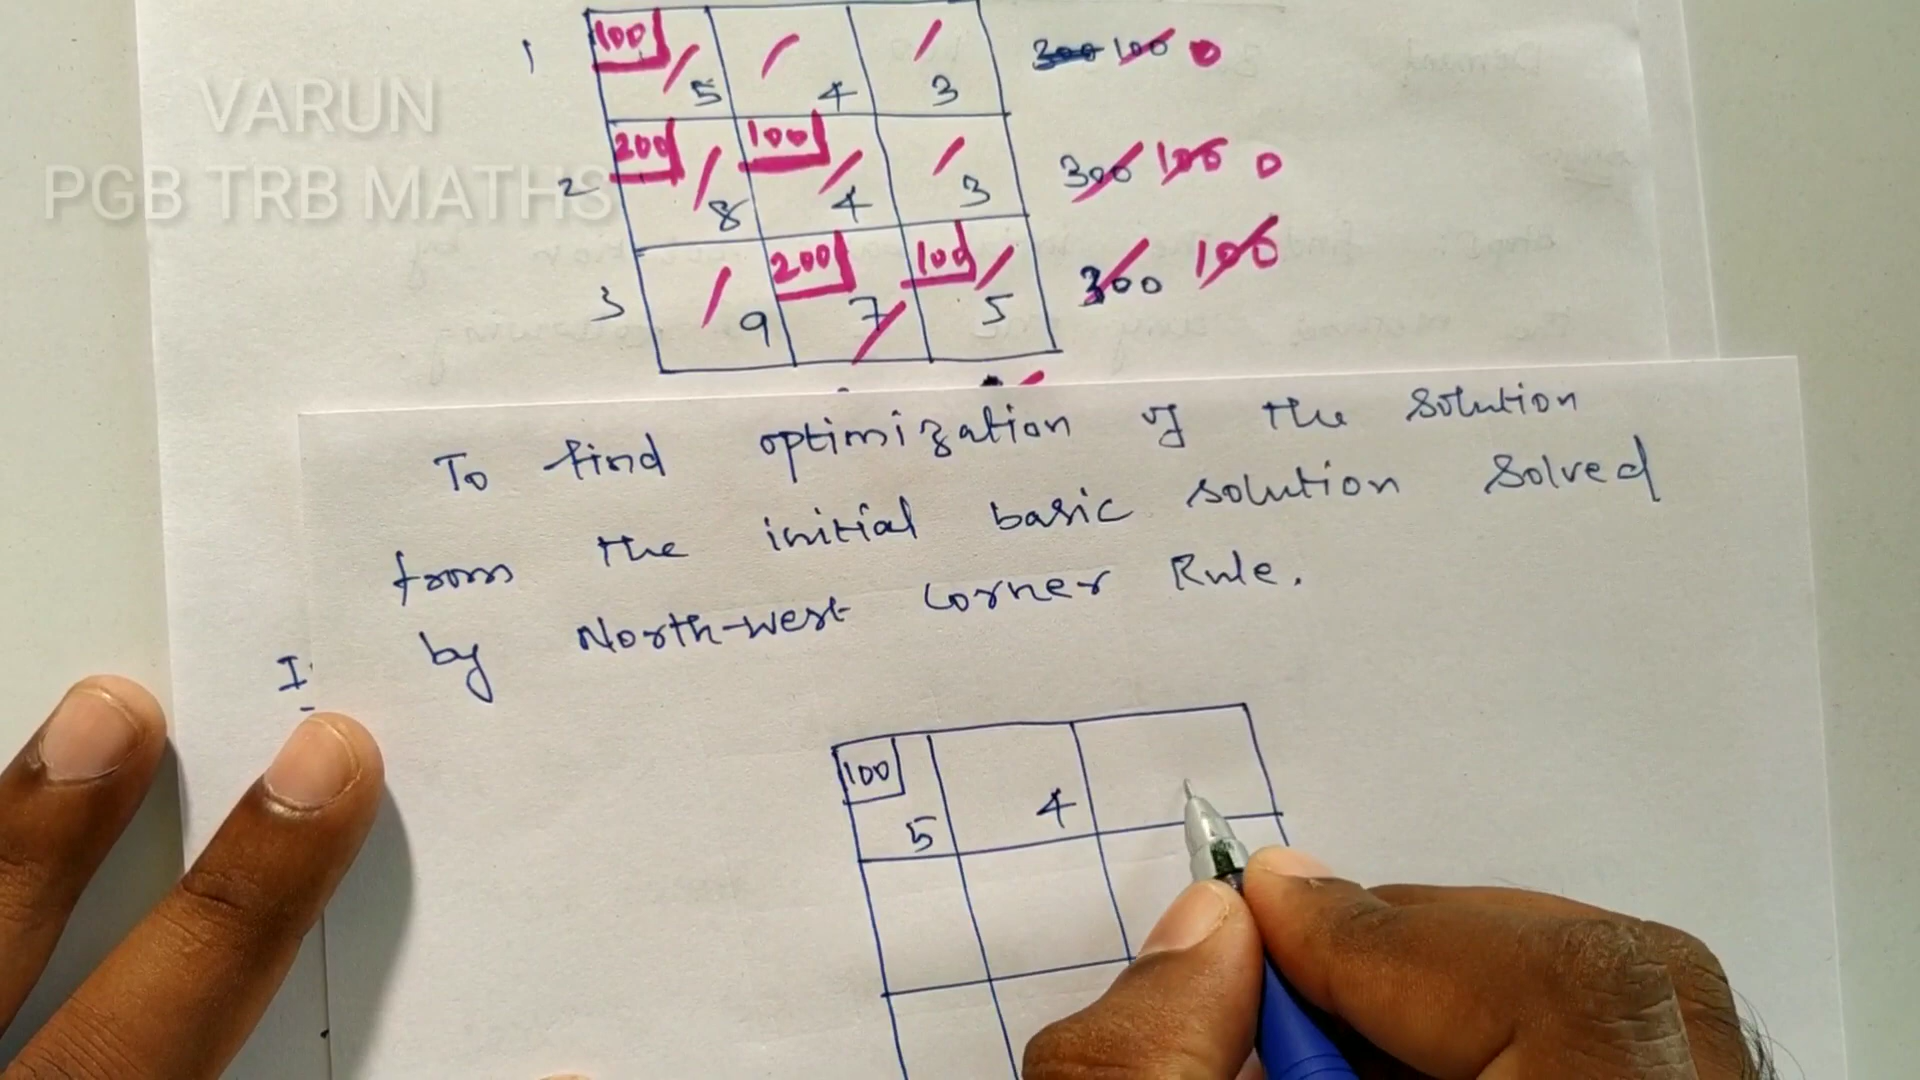 VARUN
PGB TRB MATHS
1 100 5 4 3 300 100 0
2 200 8 100 4 3 300 100 0
3 9 200 7 100 5 300 100
To find optimization of the solution
from the initial basic solution solved
by North-west Corner Rule.
I
100 5 4